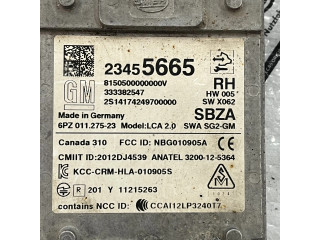 23455665 RH
GM 8150500000000V HW 005
333382547 SW X062
2S14174249700000
Made in Germany SBZA
6PZ 011.275-23 Model:LCA 2.0 SWA SG2-GM
Canada 310 FCC ID: NBG010905A
CMIIT ID:2012DJ4539 ANATEL 3200-12-5364
KCC-CRM-HLA-010905S
R 201 Y 11215263
contains NCC ID: CCAI12LP3240T7